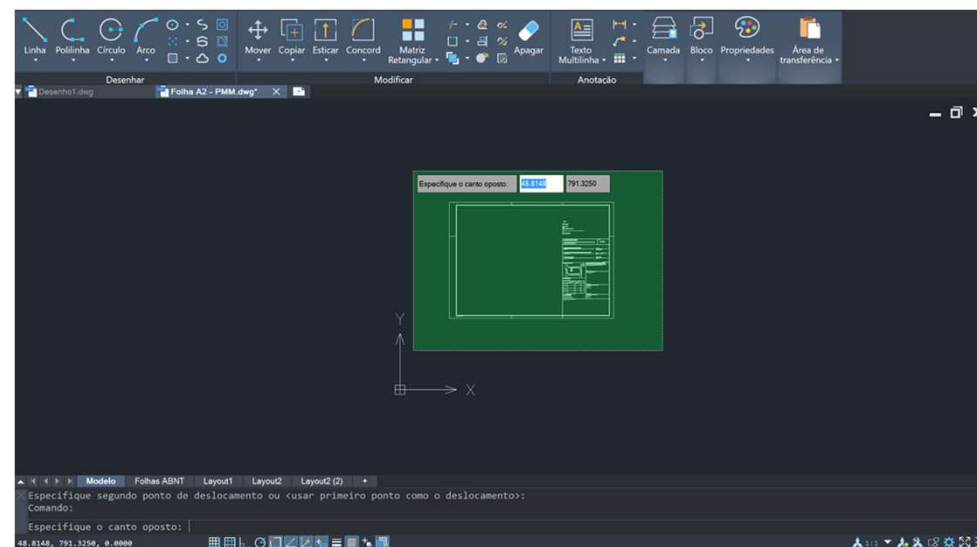 Linha Polilinha Círculo Arco
Mover Copiar Esticar Concord Matriz Retangular Apagar
Texto Multilinha Camada Bloco Propriedades Área de transferência
Desenhar Modificar Anotação
Desenho1.dwg Folha A2 - PMM.dwg*
Especifique o canto oposto: 48.8148 791.3250
Y
X
Modelo Folhas ABNT Layout1 Layout2 Layout2 (2) +
Especifique segundo ponto de deslocamento ou <usar primeiro ponto como o deslocamento>:
Comando:
Especifique o canto oposto:
48.8148, 791.3250, 0.0000 1:1